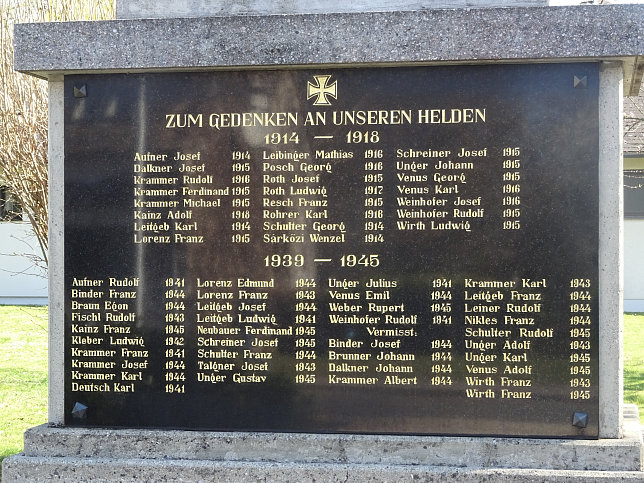 ZUM GEDENKEN AN UNSEREN HELDEN
1914 — 1918
Aufner Josef 1914
Dalkner Josef 1915
Krammer Rudolf 1916
Krammer Ferdinand 1915
Krammer Michael 1915
Kainz Adolf 1918
Leitgeb Karl 1914
Lorenz Franz 1915
Leibinger Mathias 1916
Posch Georg 1916
Roth Josef 1915
Roth Ludwig 1917
Resch Franz 1915
Rohrer Karl 1916
Schulter Georg 1914
Sárközi Wenzel 1914
Schreiner Josef 1915
Unger Johann 1915
Venus Georg 1915
Venus Karl 1916
Weinhofer Josef 1916
Weinhofer Rudolf 1915
Wirth Ludwig 1915
1939 — 1945
Aufner Rudolf 1941
Binder Franz 1944
Braun Egon 1944
Fischl Rudolf 1943
Kainz Franz 1945
Kleber Ludwig 1942
Krammer Franz 1941
Krammer Josef 1944
Krammer Karl 1944
Deutsch Karl 1941
Lorenz Edmund 1944
Lorenz Franz 1943
Leitgeb Josef 1944
Leitgeb Ludwig 1941
Neubauer Ferdinand 1945
Schreiner Josef 1945
Schulter Franz 1944
Talgner Josef 1943
Unger Gustav 1945
Unger Julius 1941
Venus Emil 1944
Weber Rupert 1945
Weinhofer Rudolf 1841
Vermisst:
Binder Josef 1944
Brunner Johann 1944
Dalkner Johann 1944
Krammer Albert 1944
Krammer Karl 1943
Leitgeb Franz 1944
Leiner Rudolf 1944
Nikles Franz 1944
Schulter Rudolf 1945
Unger Adolf 1943
Unger Karl 1945
Venus Adolf 1945
Wirth Franz 1943
Wirth Franz 1945